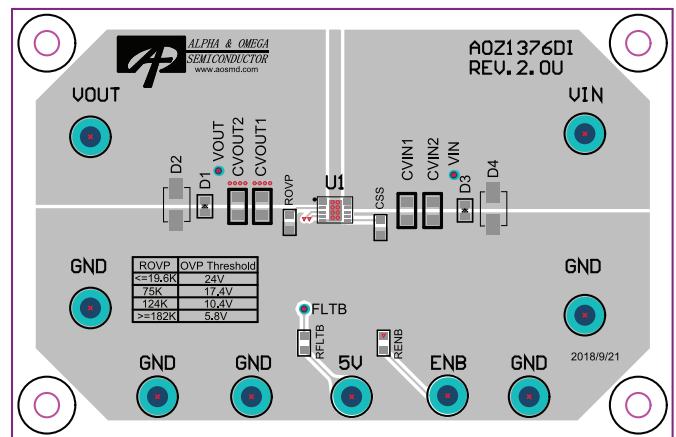 ALPHA & OMEGA
SEMICONDUCTOR
www.aosmd.com
AOZ1376DI
REV.2.0U
VOUT
VIN
D2
D1
VOUT
CVOUT2
CVOUT1
ROVP
U1
CSS
CVIN1
CVIN2
VIN
D3
D4
GND
ROVP OVP Threshold
<=19.6K 24V
75K 17.4V
124K 10.4V
>=182K 5.8V
GND
FLTB
RFLTB
RENB
2018/9/21
GND
GND
5V
ENB
GND